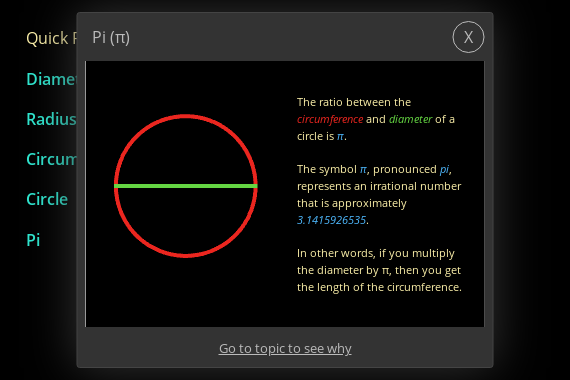 Pi (π)
X
Quick
Diamet
Radius
Circum
Circle
Pi
The ratio between the
circumference and diameter of a
circle is π.
The symbol π, pronounced pi,
represents an irrational number
that is approximately
3.1415926535.
In other words, if you multiply
the diameter by π, then you get
the length of the circumference.
Go to topic to see why